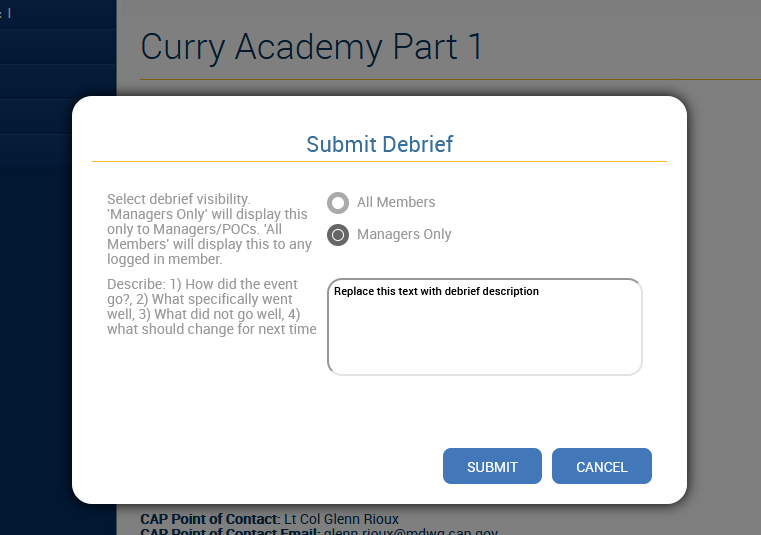 Curry Academy Part 1
Submit Debrief
Select debrief visibility.
'Managers Only' will display this
only to Managers/POCs. 'All
Members' will display this to any
logged in member.
All Members
Managers Only
Describe: 1) How did the event
go?, 2) What specifically went
well, 3) What did not go well, 4)
what should change for next time
Replace this text with debrief description
SUBMIT
CANCEL
CAP Point of Contact: Lt Col Glenn Rioux
CAP Point of Contact Email: glenn.rioux@mdwg.cap.gov